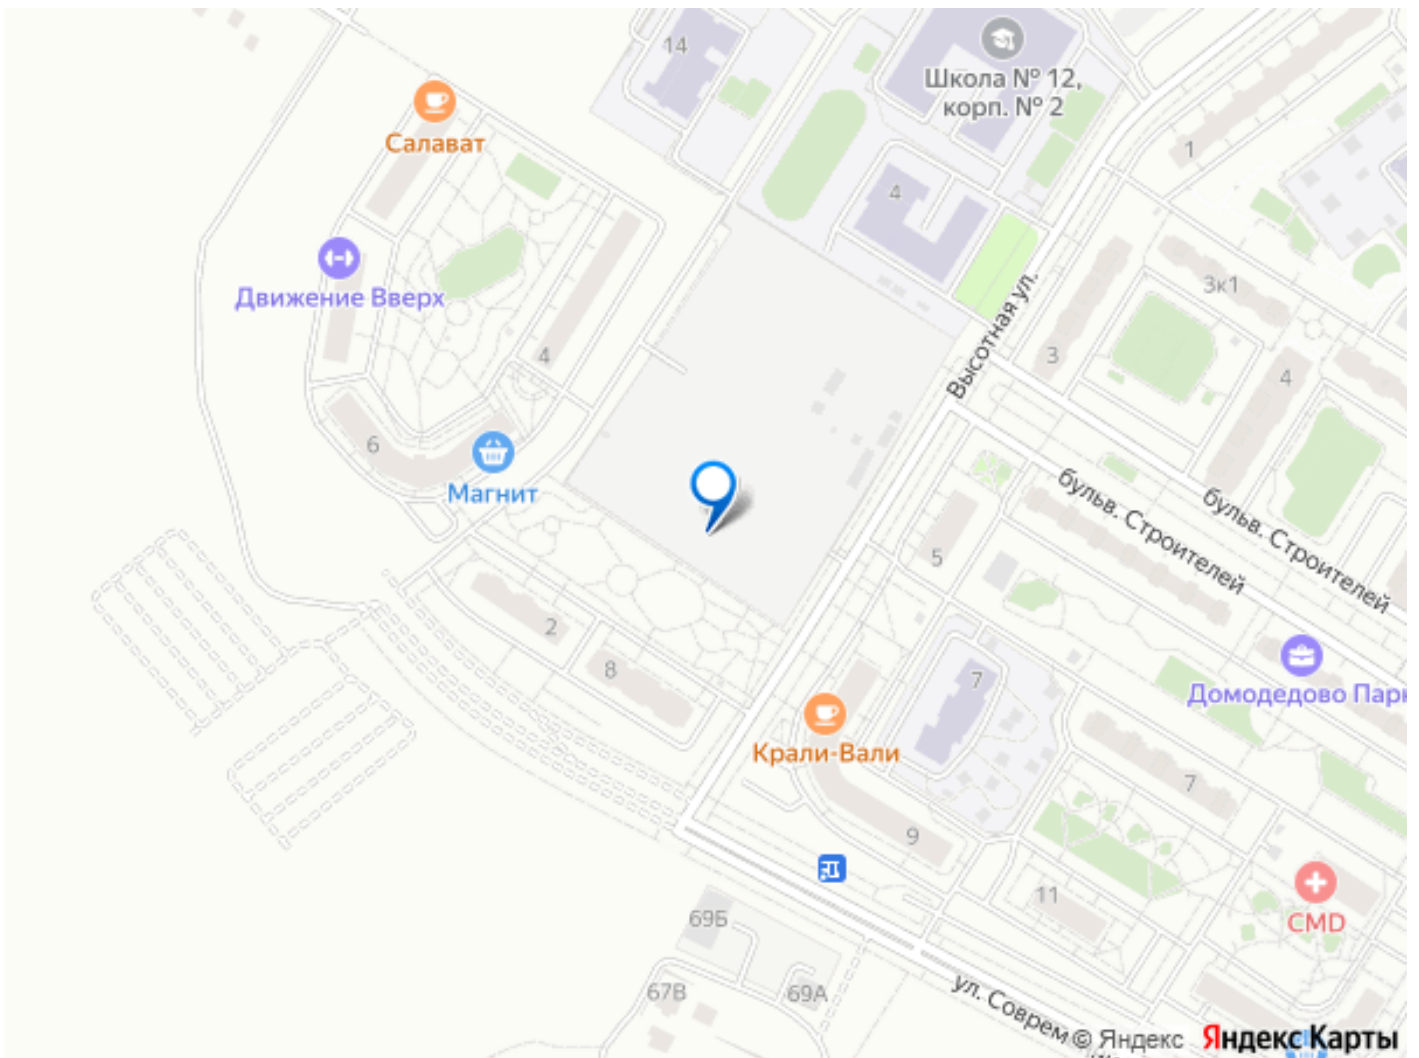 14
Школа № 12,
корп. № 2
Салават
1
4
Движение Вверх
3к1
Высотная ул.
4
3
4
6
Магнит
бульв. Строителей
бульв. Строителей
5
2
8
7
Домодедово Парк
Крали-Вали
7
9
11
CMD
69Б
67В
69А
ул. Соврем
© Яндекс Яндекс Карты